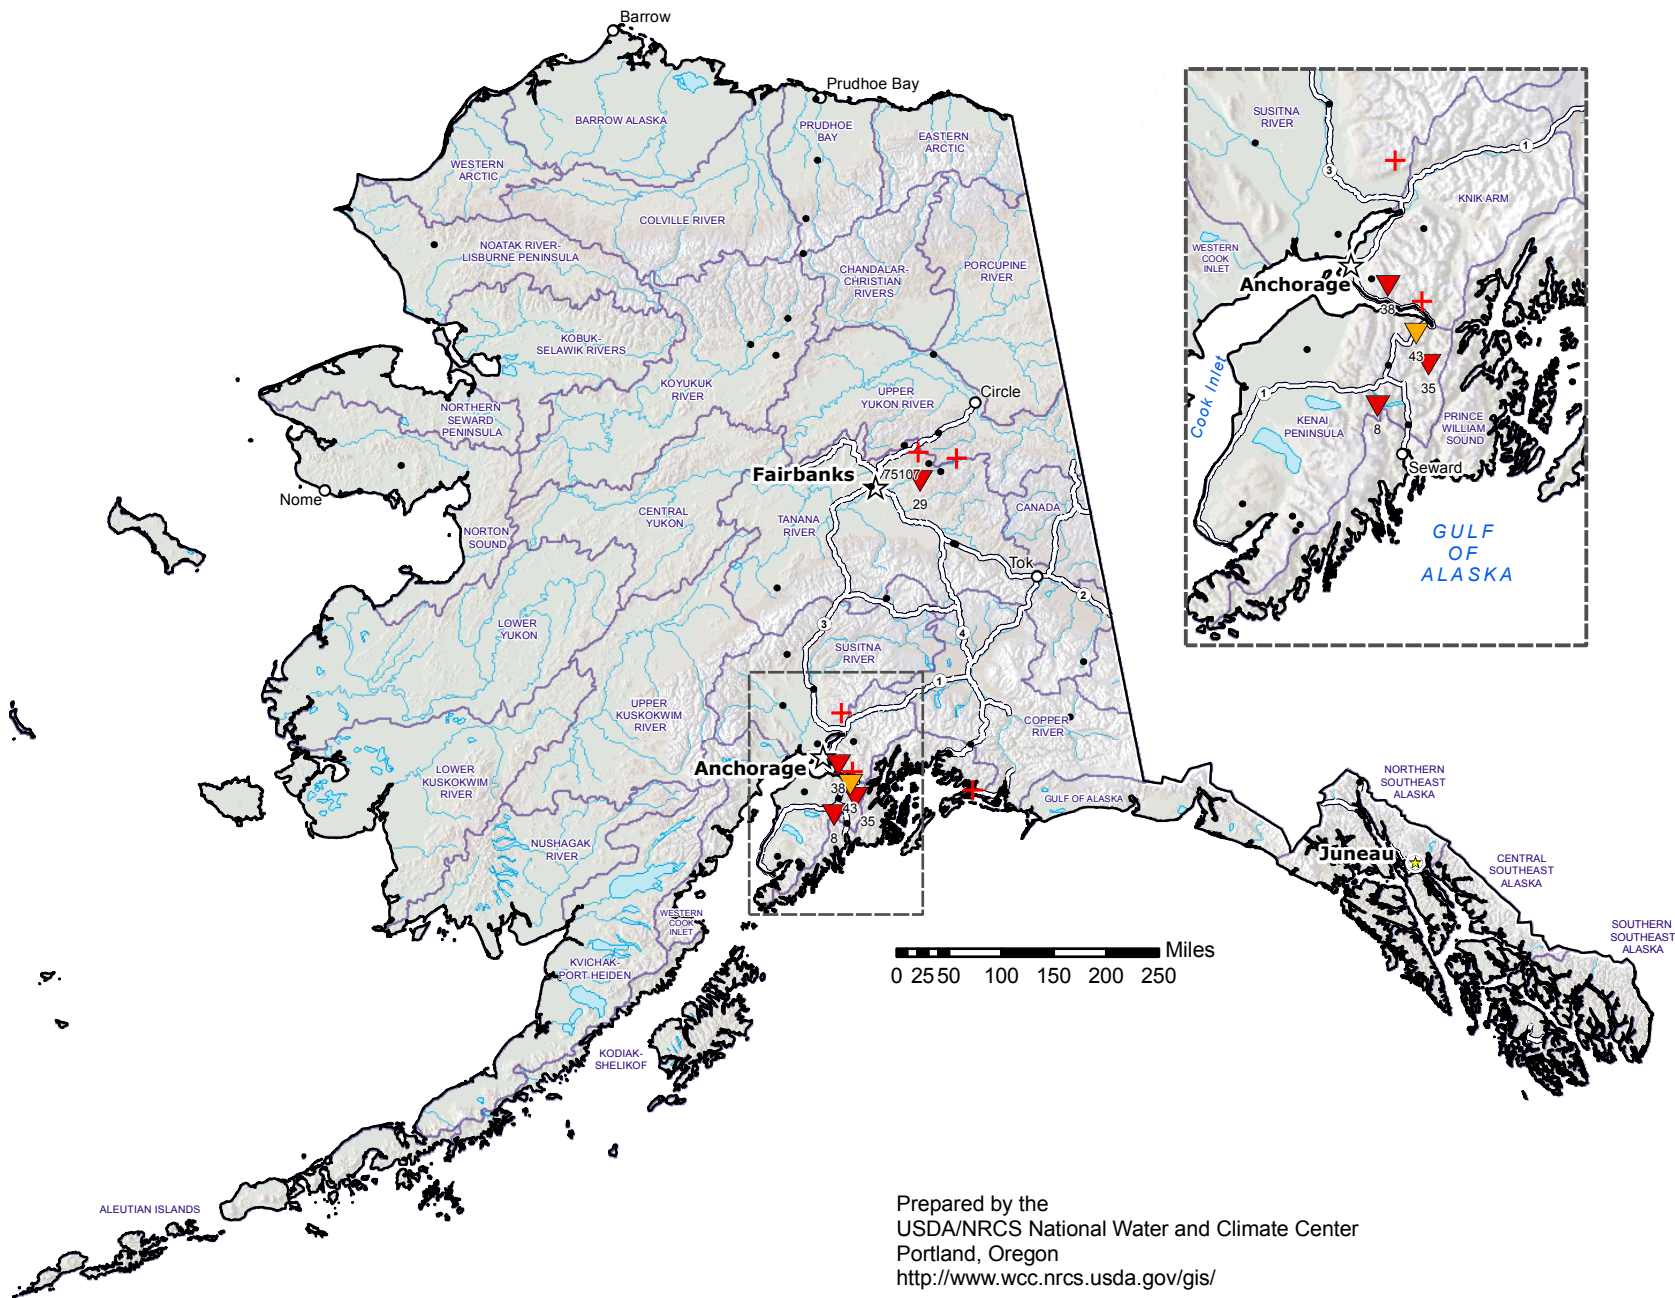 Barrow
Prudhoe Bay
BARROW ALASKA
PRUDHOE
BAY
EASTERN
ARCTIC
WESTERN
ARCTIC
COLVILLE RIVER
NOATAK RIVER-
LISBURNE PENINSULA
CHANDALAR-
CHRISTIAN
RIVERS
PORCUPINE
RIVER
KOBUK-
SELAWIK RIVERS
KOYUKUK
RIVER
UPPER
YUKON RIVER
Circle
NORTHERN
SEWARD
PENINSULA
Fairbanks
75107
29
Nome
NORTON
SOUND
CENTRAL
YUKON
TANANA
RIVER
CANADA
Tok
2
3
4
1
LOWER
YUKON
SUSITNA
RIVER
UPPER
KUSKOKWIM
RIVER
COPPER
RIVER
LOWER
KUSKOKWIM
RIVER
Anchorage
38
43
35
8
GULF OF ALASKA
NUSHAGAK
RIVER
WESTERN
COOK
INLET
KVICHAK-
PORT HEIDEN
KODIAK-
SHELIKOF
ALEUTIAN ISLANDS
NORTHERN
SOUTHEAST
ALASKA
Juneau
CENTRAL
SOUTHEAST
ALASKA
SOUTHERN
SOUTHEAST
ALASKA
Miles
0 25 50 100 150 200 250
SUSITNA
RIVER
3
1
KNIK ARM
WESTERN
COOK
INLET
Anchorage
38
43
35
Cook Inlet
1
KENAI
PENINSULA
8
PRINCE
WILLIAM
SOUND
Seward
GULF
OF
ALASKA
Prepared by the
USDA/NRCS National Water and Climate Center
Portland, Oregon
http://www.wcc.nrcs.usda.gov/gis/